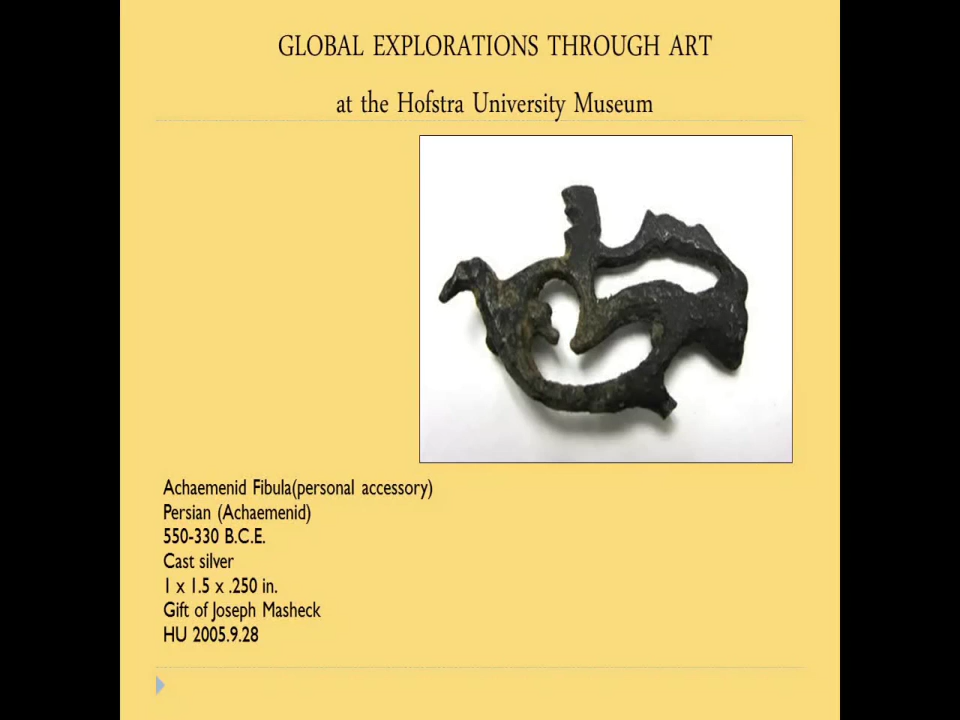 GLOBAL EXPLORATIONS THROUGH ART
at the Hofstra University Museum
Achaemenid Fibula(personal accessory)
Persian (Achaemenid)
550-330 B.C.E.
Cast silver
1 x 1.5 x .250 in.
Gift of Joseph Masheck
HU 2005.9.28